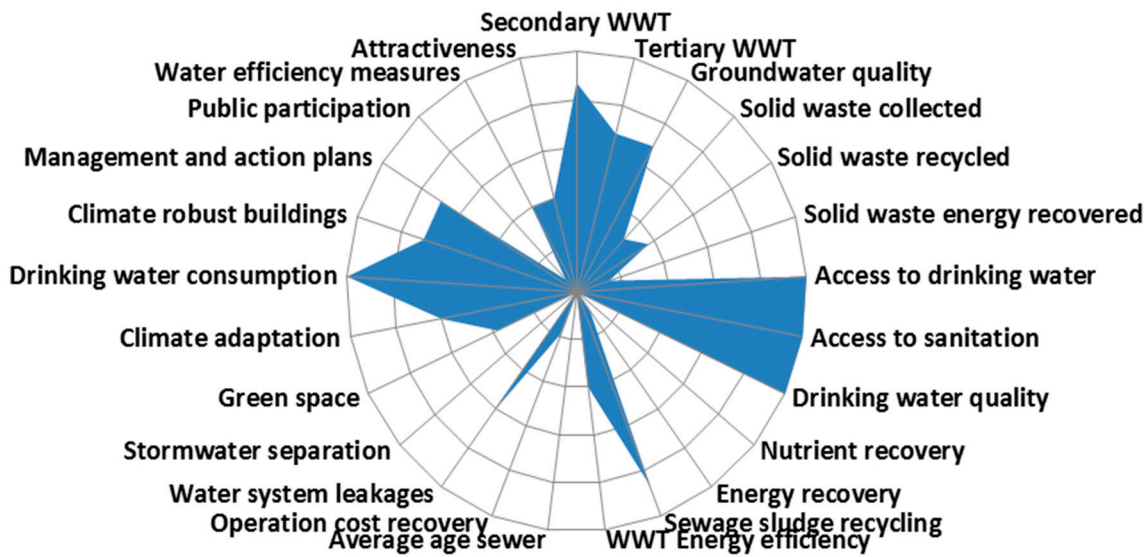 Secondary WWT
Tertiary WWT
Groundwater quality
Solid waste collected
Solid waste recycled
Solid waste energy recovered
Access to drinking water
Access to sanitation
Drinking water quality
Nutrient recovery
Energy recovery
Sewage sludge recycling
WWT Energy efficiency
Average age sewer
Operation cost recovery
Water system leakages
Stormwater separation
Green space
Climate adaptation
Drinking water consumption
Climate robust buildings
Management and action plans
Public participation
Water efficiency measures
Attractiveness